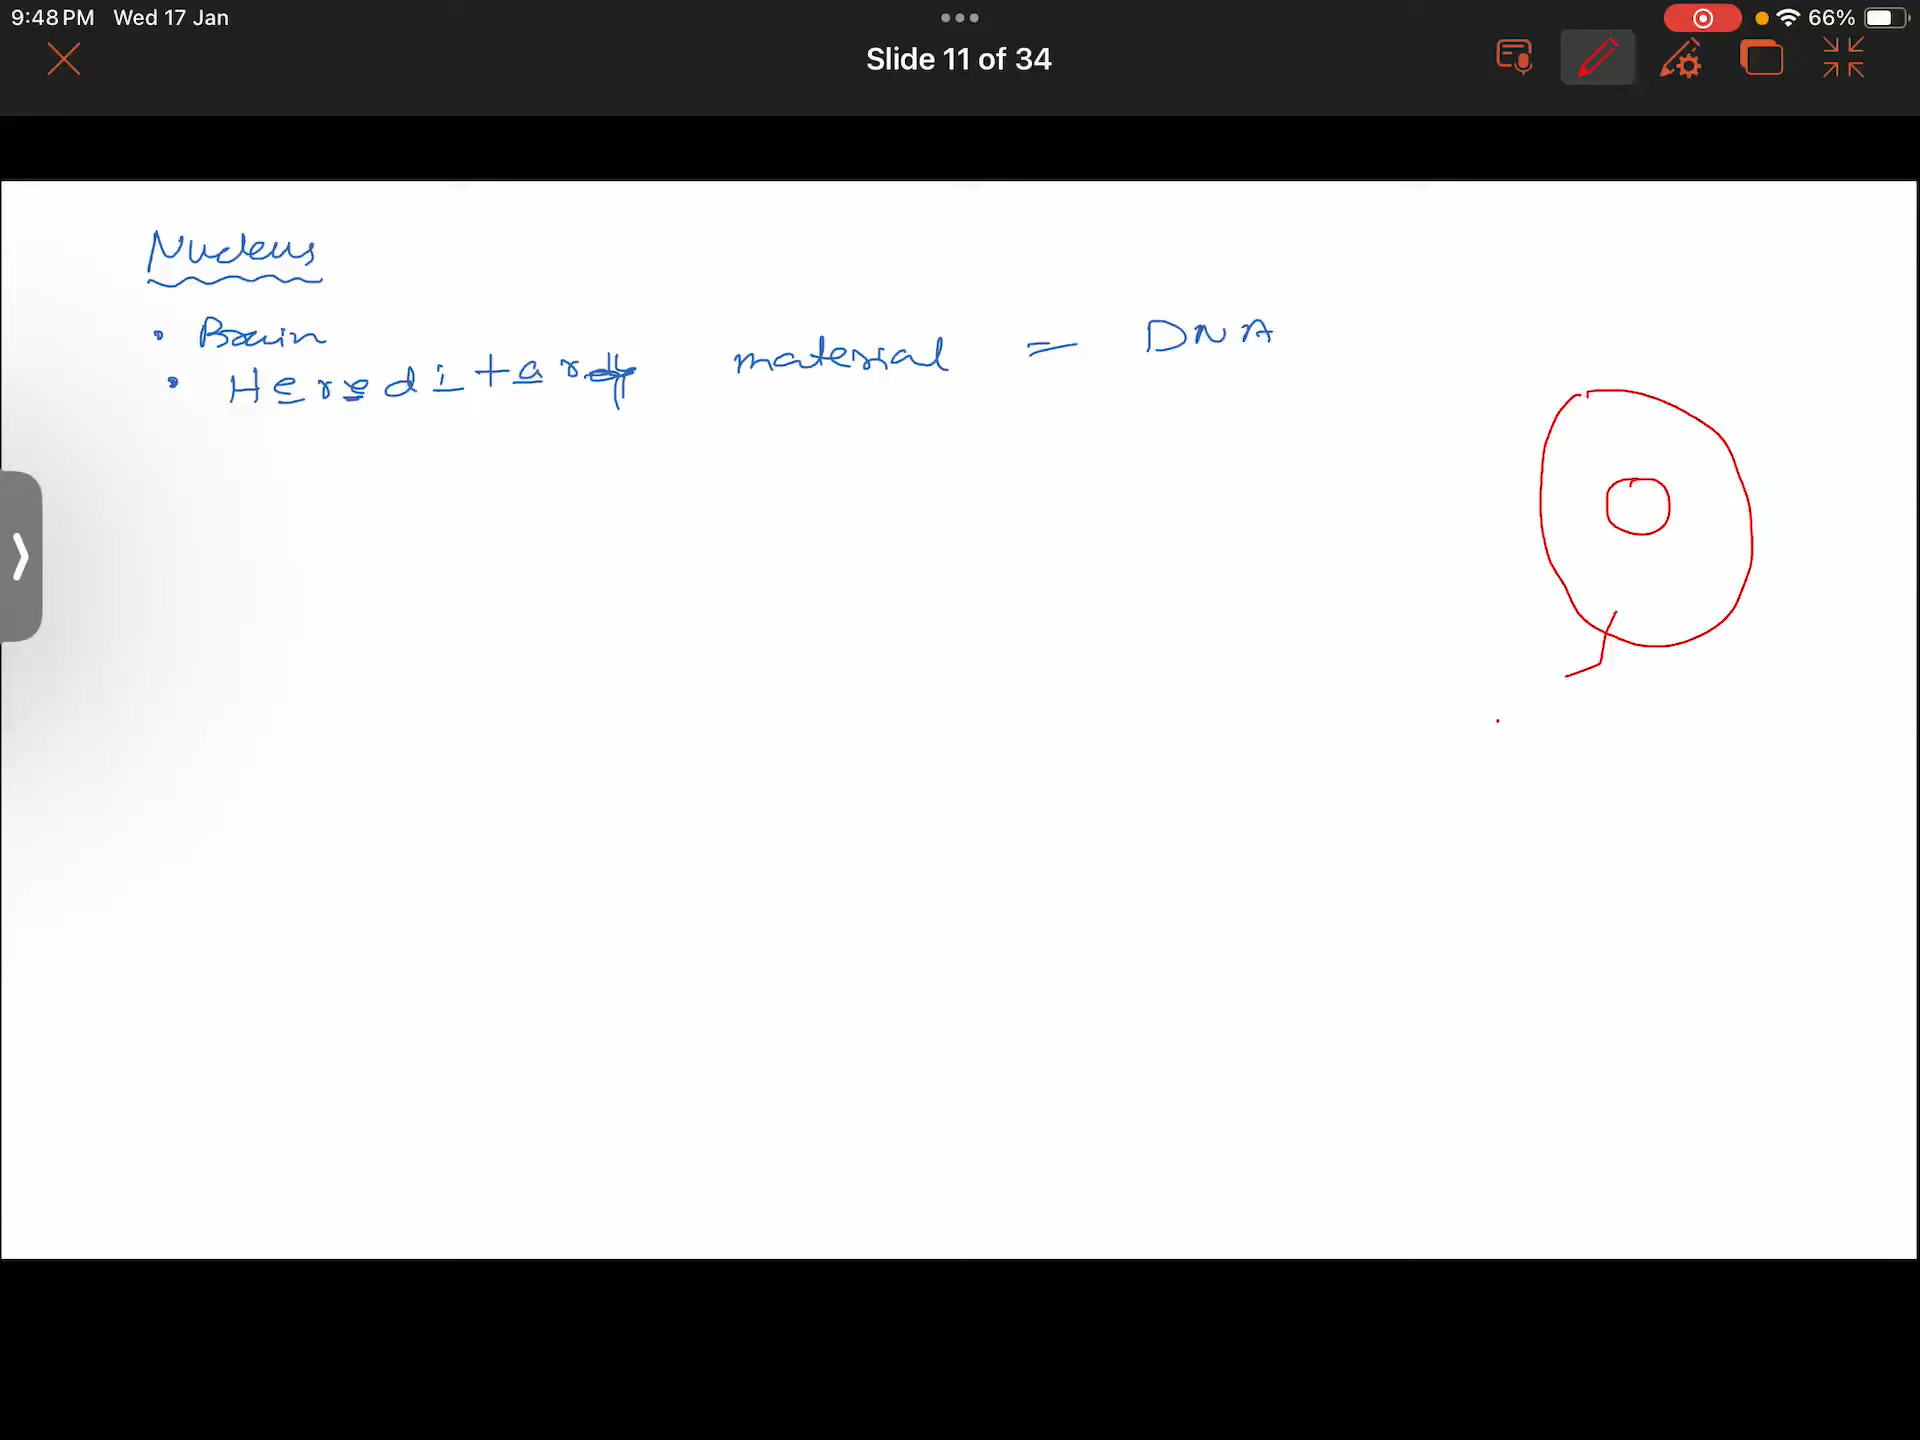 9:48 PM Wed 17 Jan
66%
Slide 11 of 34
Nucleus
• Brain
• Hereditary material = DNA